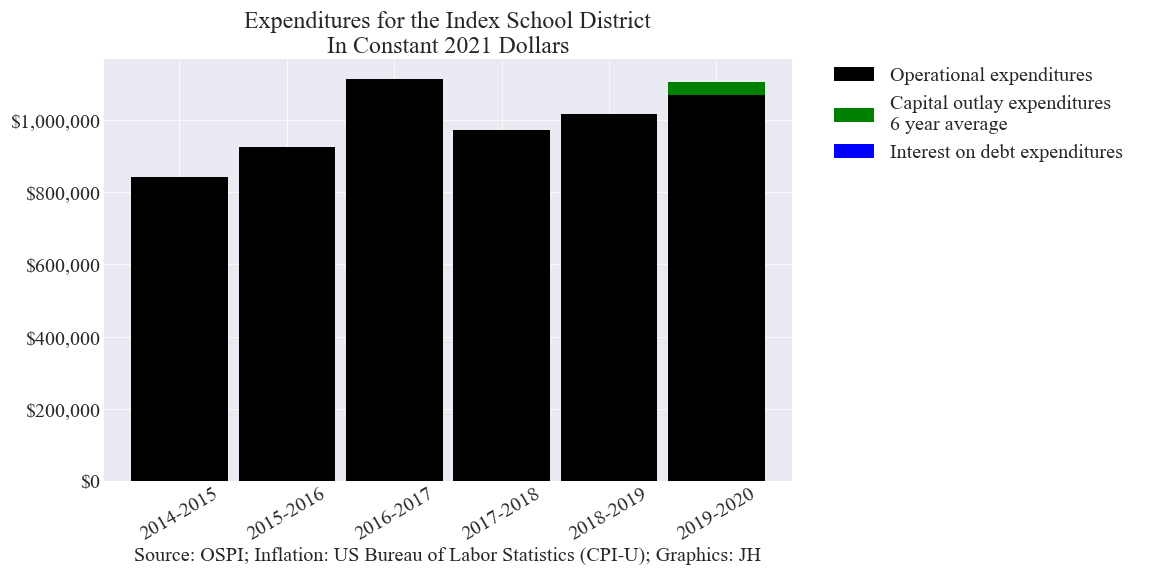 Expenditures for the Index School District
In Constant 2021 Dollars
Operational expenditures
Capital outlay expenditures
6 year average
Interest on debt expenditures
$1,000,000
$800,000
$600,000
$400,000
$200,000
$0
2014-2015
2015-2016
2016-2017
2017-2018
2018-2019
2019-2020
Source: OSPI; Inflation: US Bureau of Labor Statistics (CPI-U); Graphics: JH